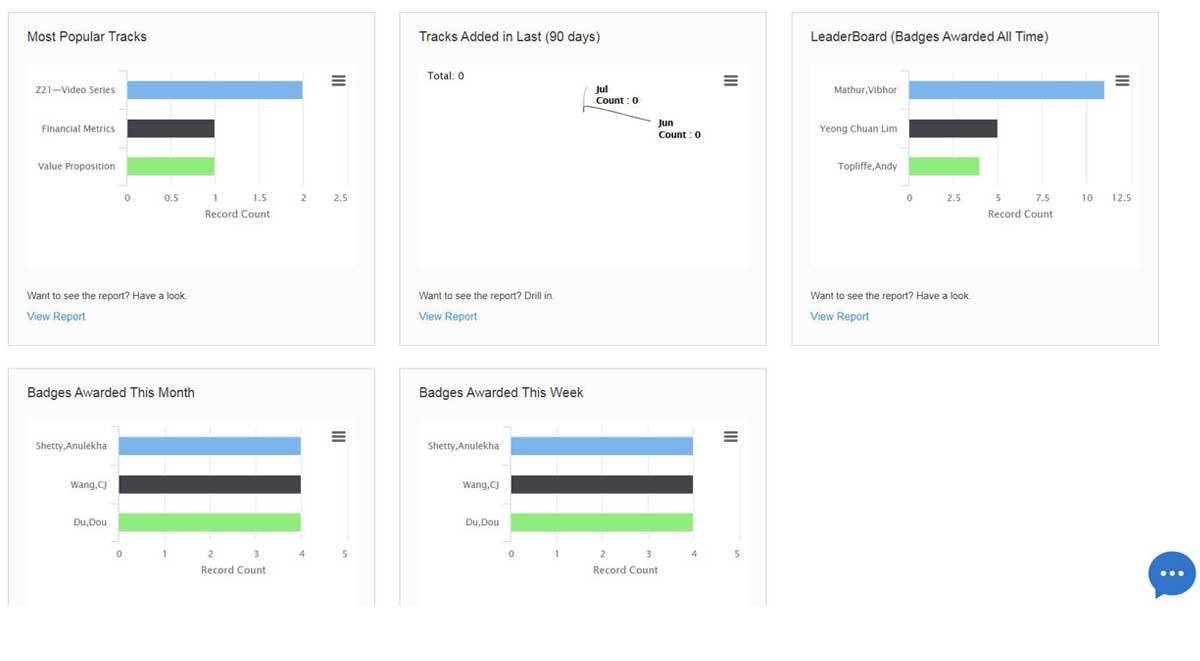 Most Popular Tracks
Z21—Video Series
Financial Metrics
Value Proposition
0 0.5 1 1.5 2 2.5
Record Count
Want to see the report? Have a look.
View Report
Tracks Added in Last (90 days)
Total: 0
Jul
Count : 0
Jun
Count : 0
Want to see the report? Drill in.
View Report
LeaderBoard (Badges Awarded All Time)
Mathur,Vibhor
Yeong Chuan Lim
Topliffe,Andy
0 2.5 5 7.5 10 12.5
Record Count
Want to see the report? Have a look.
View Report
Badges Awarded This Month
Shetty,Anulekha
Wang,CJ
Du,Dou
0 1 2 3 4 5
Record Count
Badges Awarded This Week
Shetty,Anulekha
Wang,CJ
Du,Dou
0 1 2 3 4 5
Record Count